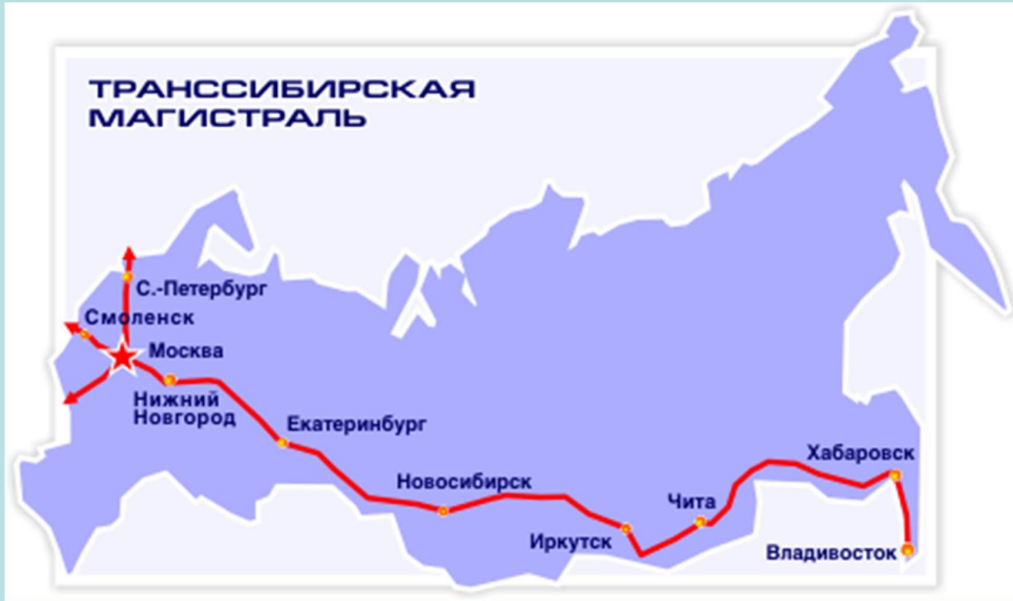 ТРАНССИБИРСКАЯ
МАГИСТРАЛЬ
С.-Петербург
Смоленск
Москва
Нижний
Новгород
Екатеринбург
Новосибирск
Иркутск
Чита
Хабаровск
Владивосток